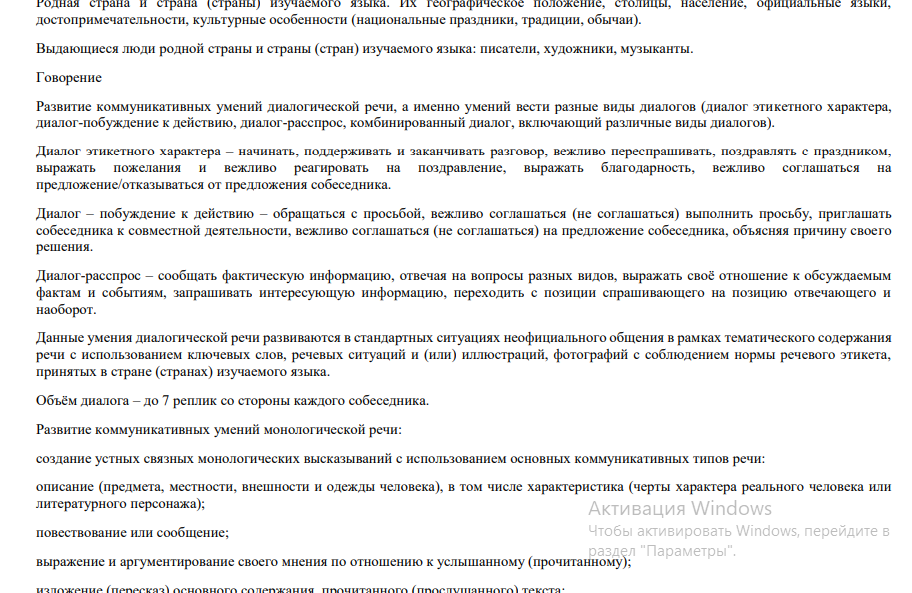 Родная страна и страна (страны) изучаемого языка. Их географическое положение, столицы, население, официальные языки,
достопримечательности, культурные особенности (национальные праздники, традиции, обычаи).
Выдающиеся люди родной страны и страны (стран) изучаемого языка: писатели, художники, музыканты.
Говорение
Развитие коммуникативных умений диалогической речи, а именно умений вести разные виды диалогов (диалог этикетного характера,
диалог-побуждение к действию, диалог-расспрос, комбинированный диалог, включающий различные виды диалогов).
Диалог этикетного характера – начинать, поддерживать и заканчивать разговор, вежливо переспрашивать, поздравлять с праздником,
выражать пожелания и вежливо реагировать на поздравление, выражать благодарность, вежливо соглашаться на
предложение/отказываться от предложения собеседника.
Диалог – побуждение к действию – обращаться с просьбой, вежливо соглашаться (не соглашаться) выполнить просьбу, приглашать
собеседника к совместной деятельности, вежливо соглашаться (не соглашаться) на предложение собеседника, объясняя причину своего
решения.
Диалог-расспрос – сообщать фактическую информацию, отвечая на вопросы разных видов, выражать своё отношение к обсуждаемым
фактам и событиям, запрашивать интересующую информацию, переходить с позиции спрашивающего на позицию отвечающего и
наоборот.
Данные умения диалогической речи развиваются в стандартных ситуациях неофициального общения в рамках тематического содержания
речи с использованием ключевых слов, речевых ситуаций и (или) иллюстраций, фотографий с соблюдением нормы речевого этикета,
принятых в стране (странах) изучаемого языка.
Объём диалога – до 7 реплик со стороны каждого собеседника.
Развитие коммуникативных умений монологической речи:
создание устных связных монологических высказываний с использованием основных коммуникативных типов речи:
описание (предмета, местности, внешности и одежды человека), в том числе характеристика (черты характера реального человека или
литературного персонажа);
Активация Windows
повествование или сообщение;
Чтобы активировать Windows, перейдите в
раздел "Параметры".
выражение и аргументирование своего мнения по отношению к услышанному (прочитанному);
изложение (пересказ) основного содержания, прочитанного (прослушанного) текста;